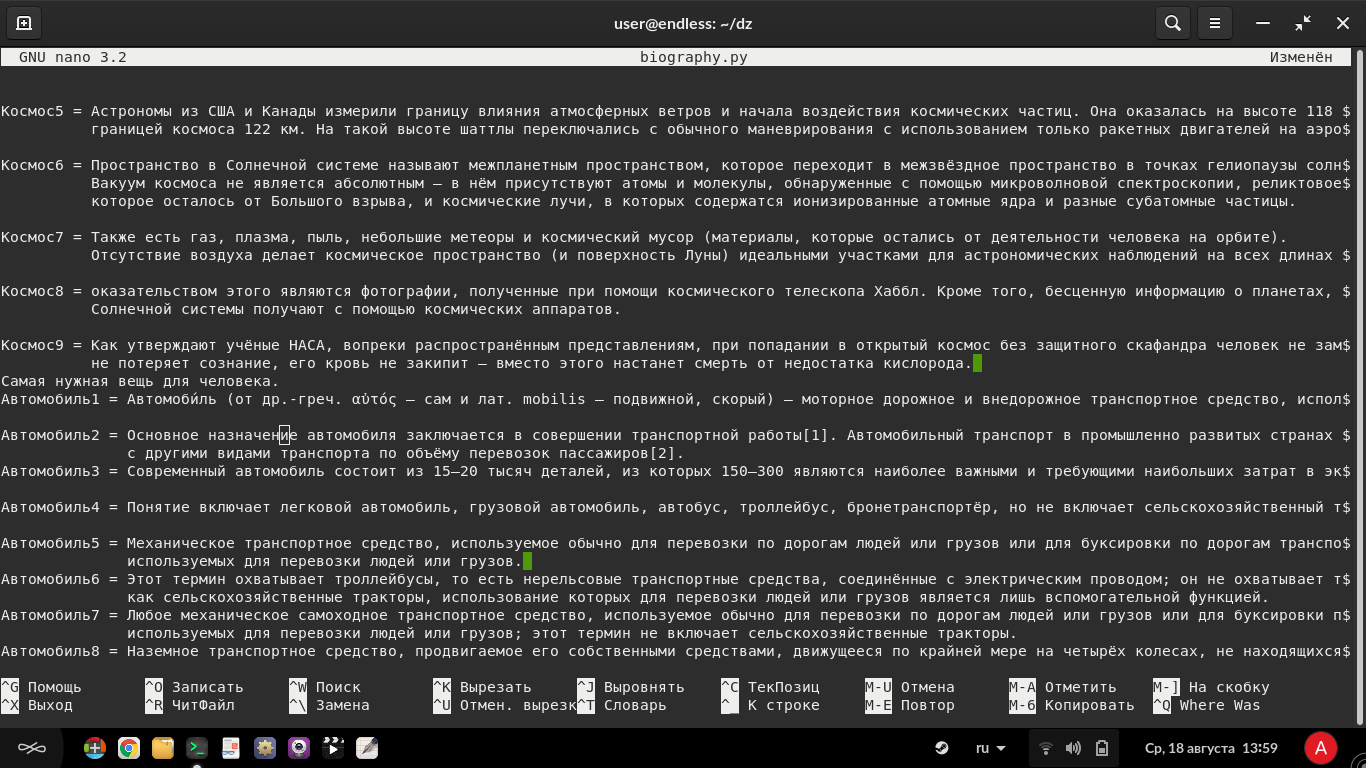 user@endless: ~/dz
GNU nano 3.2 biography.py Изменён
Космос5 = Астрономы из США и Канады измерили границу влияния атмосферных ветров и начала воздействия космических частиц. Она оказалась на высоте 118 $
границей космоса 122 км. На такой высоте шаттлы переключались с обычного маневрирования с использованием только ракетных двигателей на аэро$
Космос6 = Пространство в Солнечной системе называют межпланетным пространством, которое переходит в межзвёздное пространство в точках гелиопаузы солн$
Вакуум космоса не является абсолютным — в нём присутствуют атомы и молекулы, обнаруженные с помощью микроволновой спектроскопии, реликтовое$
которое осталось от Большого взрыва, и космические лучи, в которых содержатся ионизированные атомные ядра и разные субатомные частицы.
Космос7 = Также есть газ, плазма, пыль, небольшие метеоры и космический мусор (материалы, которые остались от деятельности человека на орбите).
Отсутствие воздуха делает космическое пространство (и поверхность Луны) идеальными участками для астрономических наблюдений на всех длинах $
Космос8 = оказательством этого являются фотографии, полученные при помощи космического телескопа Хаббл. Кроме того, бесценную информацию о планетах, $
Солнечной системы получают с помощью космических аппаратов.
Космос9 = Как утверждают учёные НАСА, вопреки распространённым представлениям, при попадании в открытый космос без защитного скафандра человек не зам$
не потеряет сознание, его кровь не закипит — вместо этого настанет смерть от недостатка кислорода.
Самая нужная вещь для человека.
Автомобиль1 = Автомоби́ль (от др.-греч. αὐτός — сам и лат. mobilis — подвижной, скорый) — моторное дорожное и внедорожное транспортное средство, испол$
Автомобиль2 = Основное назначение автомобиля заключается в совершении транспортной работы[1]. Автомобильный транспорт в промышленно развитых странах $
с другими видами транспорта по объёму перевозок пассажиров[2].
Автомобиль3 = Современный автомобиль состоит из 15—20 тысяч деталей, из которых 150—300 являются наиболее важными и требующими наибольших затрат в эк$
Автомобиль4 = Понятие включает легковой автомобиль, грузовой автомобиль, автобус, троллейбус, бронетранспортёр, но не включает сельскохозяйственный т$
Автомобиль5 = Механическое транспортное средство, используемое обычно для перевозки по дорогам людей или грузов или для буксировки по дорогам транспо$
используемых для перевозки людей или грузов.
Автомобиль6 = Этот термин охватывает троллейбусы, то есть нерельсовые транспортные средства, соединённые с электрическим проводом; он не охватывает т$
как сельскохозяйственные тракторы, использование которых для перевозки людей или грузов является лишь вспомогательной функцией.
Автомобиль7 = Любое механическое самоходное транспортное средство, используемое обычно для перевозки по дорогам людей или грузов или для буксировки п$
используемых для перевозки людей или грузов; этот термин не включает сельскохозяйственные тракторы.
Автомобиль8 = Наземное транспортное средство, продвигаемое его собственными средствами, движущееся по крайней мере на четырёх колесах, не находящихся$
^G Помощь ^O Записать ^W Поиск ^K Вырезать ^J Выровнять ^C ТекПозиц M-U Отмена M-A Отметить M-] На скобку
^X Выход ^R ЧитФайл ^\ Замена ^U Отмен. вырезк ^T Словарь ^_ К строке M-E Повтор M-6 Копировать ^Q Where Was
ru Ср, 18 августа 13:59 A